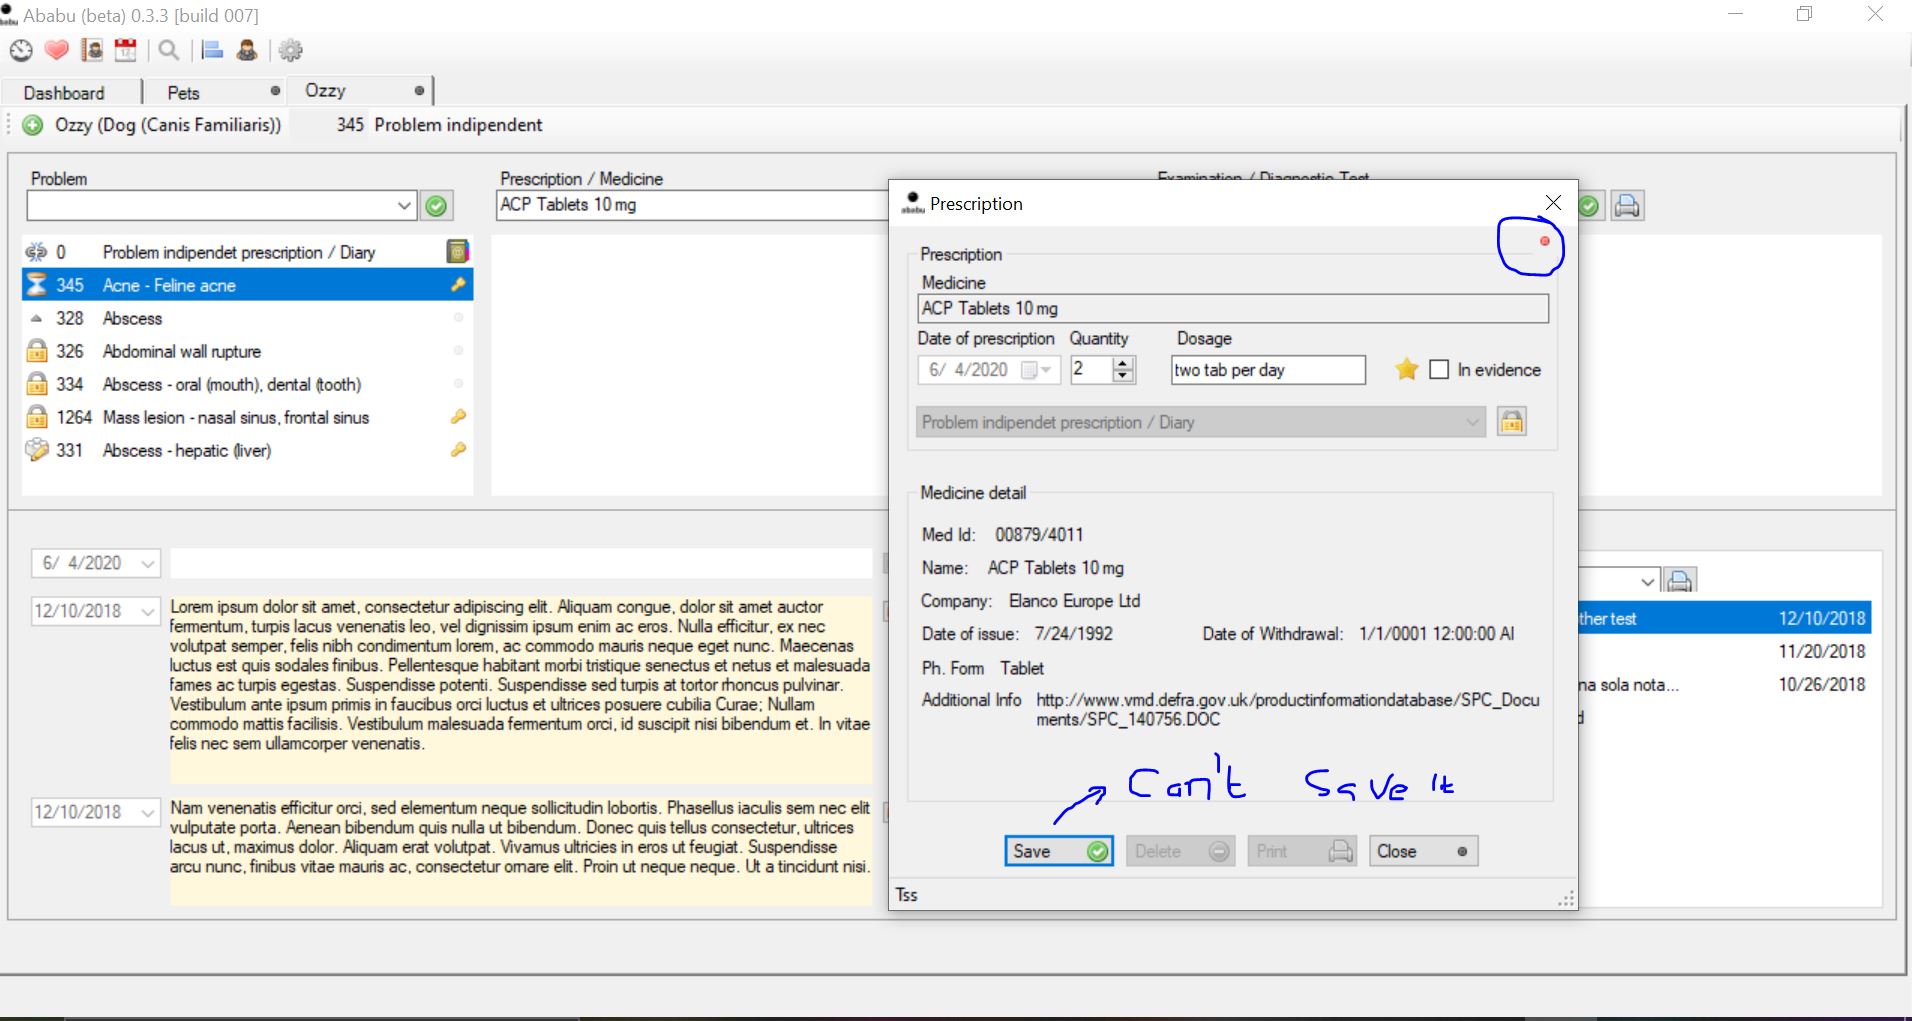 Ababu (beta) 0.3.3 [build 007]
Dashboard Pets Ozzy
Ozzy (Dog (Canis Familiaris)) 345 Problem indipendent
Problem Prescription / Medicine Examination / Diagnostic Test
ACP Tablets 10 mg
0 Problem indipendet prescription / Diary
345 Acne - Feline acne
328 Abscess
326 Abdominal wall rupture
334 Abscess - oral (mouth), dental (tooth)
1264 Mass lesion - nasal sinus, frontal sinus
331 Abscess - hepatic (liver)
6/ 4/2020
12/10/2018
Lorem ipsum dolor sit amet, consectetur adipiscing elit. Aliquam congue, dolor sit amet auctor
fermentum, turpis lacus venenatis leo, vel dignissim ipsum enim ac eros. Nulla efficitur, ex nec
volutpat semper, felis nibh condimentum lorem, ac commodo mauris neque eget nunc. Maecenas
luctus est quis sodales finibus. Pellentesque habitant morbi tristique senectus et netus et malesuada
fames ac turpis egestas. Suspendisse potenti. Suspendisse sed turpis at tortor rhoncus pulvinar.
Vestibulum ante ipsum primis in faucibus orci luctus et ultrices posuere cubilia Curae; Nullam
commodo mattis facilisis. Vestibulum malesuada fermentum orci, id suscipit nisi bibendum et. In vitae
felis nec sem ullamcorper venenatis.
12/10/2018
Nam venenatis efficitur orci, sed elementum neque sollicitudin lobortis. Phasellus iaculis sem nec elit
vulputate porta. Aenean bibendum quis nulla ut bibendum. Donec quis tellus consectetur, ultrices
lacus ut, maximus dolor. Aliquam erat volutpat. Vivamus ultricies in eros ut feugiat. Suspendisse
arcu nunc, finibus vitae mauris ac, consectetur ornare elit. Proin ut neque neque. Ut a tincidunt nisi.
ababu Prescription
Prescription
Medicine
ACP Tablets 10 mg
Date of prescription Quantity Dosage
6/ 4/2020 2 two tab per day In evidence
Problem indipendet prescription / Diary
Medicine detail
Med Id: 00879/4011
Name: ACP Tablets 10 mg
Company: Elanco Europe Ltd
Date of issue: 7/24/1992 Date of Withdrawal: 1/1/0001 12:00:00 Al
Ph. Form Tablet
Additional Info http://www.vmd.defra.gov.uk/productinformationdatabase/SPC_Docu
ments/SPC_140756.DOC
Can't Save it
Save Delete Print Close
Tss
ther test 12/10/2018
11/20/2018
na sola nota... 10/26/2018
d